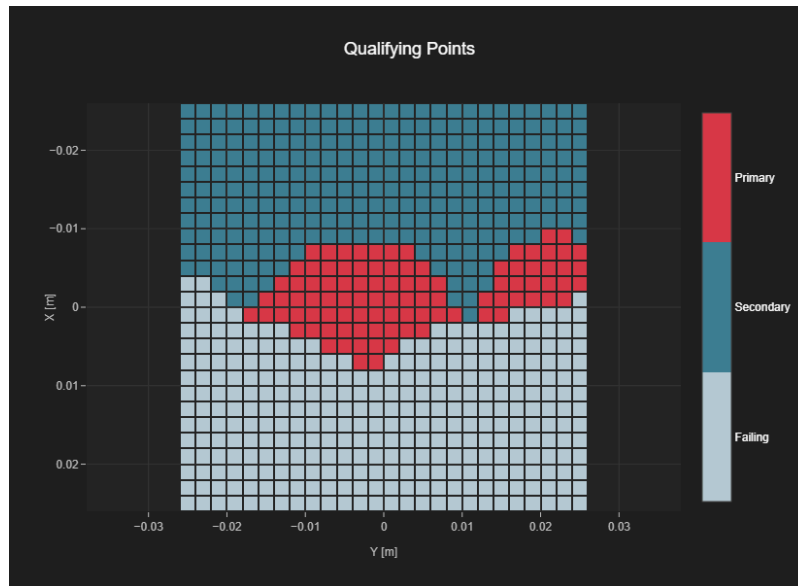 Qualifying Points
Primary
Secondary
Failing
−0.02
−0.01
0
0.01
0.02
X [m]
−0.03
−0.02
−0.01
0
0.01
0.02
0.03
Y [m]